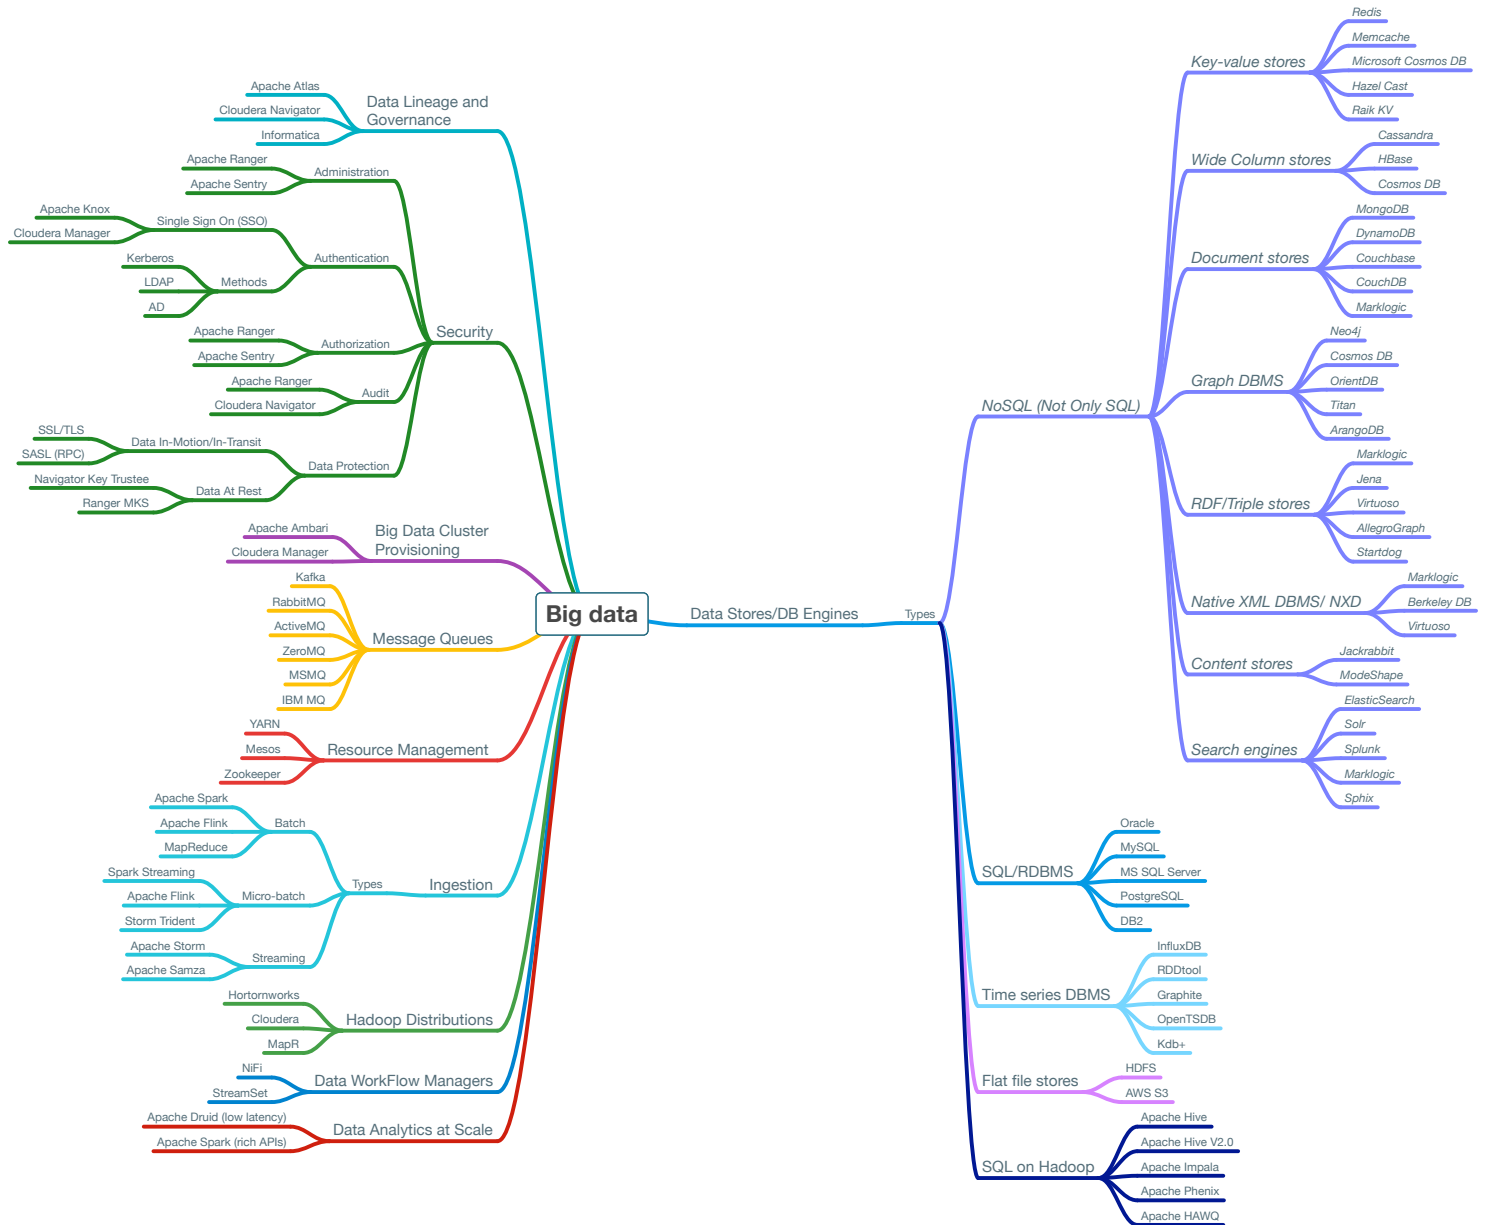 Big data
Data Lineage and
Governance
Apache Atlas
Cloudera Navigator
Informatica
Security
Administration
Apache Ranger
Apache Sentry
Authentication
Single Sign On (SSO)
Apache Knox
Cloudera Manager
Methods
Kerberos
LDAP
AD
Authorization
Apache Ranger
Apache Sentry
Audit
Apache Ranger
Cloudera Navigator
Data Protection
Data In-Motion/In-Transit
SSL/TLS
SASL (RPC)
Data At Rest
Navigator Key Trustee
Ranger MKS
Big Data Cluster
Provisioning
Apache Ambari
Cloudera Manager
Message Queues
Kafka
RabbitMQ
ActiveMQ
ZeroMQ
MSMQ
IBM MQ
Resource Management
YARN
Mesos
Zookeeper
Ingestion
Types
Batch
Apache Spark
Apache Flink
MapReduce
Micro-batch
Spark Streaming
Apache Flink
Storm Trident
Streaming
Apache Storm
Apache Samza
Hadoop Distributions
Hortornworks
Cloudera
MapR
Data WorkFlow Managers
NiFi
StreamSet
Data Analytics at Scale
Apache Druid (low latency)
Apache Spark (rich APIs)
Data Stores/DB Engines
Types
NoSQL (Not Only SQL)
Key-value stores
Redis
Memcache
Microsoft Cosmos DB
Hazel Cast
Raik KV
Wide Column stores
Cassandra
HBase
Cosmos DB
Document stores
MongoDB
DynamoDB
Couchbase
CouchDB
Marklogic
Graph DBMS
Neo4j
Cosmos DB
OrientDB
Titan
ArangoDB
RDF/Triple stores
Marklogic
Jena
Virtuoso
AllegroGraph
Startdog
Native XML DBMS/ NXD
Marklogic
Berkeley DB
Virtuoso
Content stores
Jackrabbit
ModeShape
Search engines
ElasticSearch
Solr
Splunk
Marklogic
Sphix
SQL/RDBMS
Oracle
MySQL
MS SQL Server
PostgreSQL
DB2
Time series DBMS
InfluxDB
RDDtool
Graphite
OpenTSDB
Kdb+
Flat file stores
HDFS
AWS S3
SQL on Hadoop
Apache Hive
Apache Hive V2.0
Apache Impala
Apache Phenix
Apache HAWQ